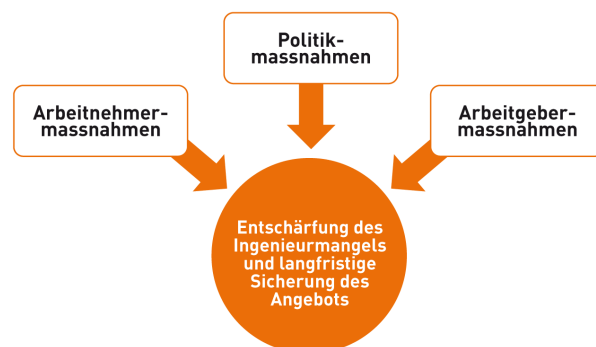 Politik-
massnahmen
Arbeitnehmer-
massnahmen
Arbeitgeber-
massnahmen
Entschärfung des
Ingenieurmangels
und langfristige
Sicherung des
Angebots